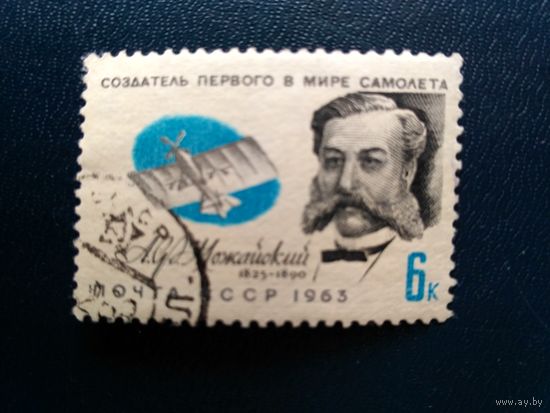 СОЗДАТЕЛЬ ПЕРВОГО В МИРЕ САМОЛЕТА
А.Ф. Можайский
1825-1890
ПОЧТА СССР 1963
6к
www.ay.by